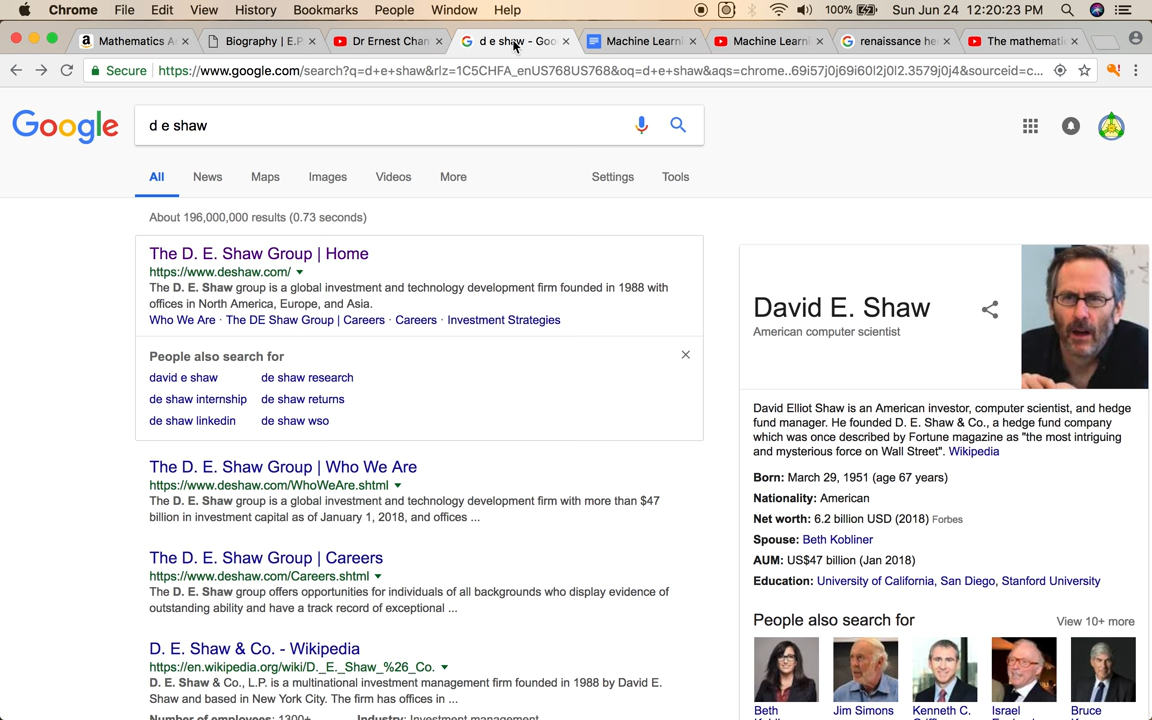 Chrome File Edit View History Bookmarks People Window Help 100% Sun Jun 24 12:20:23 PM
Mathematics A Biography | E.P. Dr Ernest Chan d e shaw - Goo Machine Learni Machine Learni renaissance he The mathemati
Secure https://www.google.com/search?q=d+e+shaw&rlz=1C5CHFA_enUS768US768&oq=d+e+shaw&aqs=chrome..69i57j0j69i60l2j0l2.3579j0j4&sourceid=c...
Google
d e shaw
All News Maps Images Videos More Settings Tools
About 196,000,000 results (0.73 seconds)
The D. E. Shaw Group | Home
https://www.deshaw.com/
The D. E. Shaw group is a global investment and technology development firm founded in 1988 with
offices in North America, Europe, and Asia.
Who We Are · The DE Shaw Group | Careers · Careers · Investment Strategies
People also search for
david e shaw de shaw research
de shaw internship de shaw returns
de shaw linkedin de shaw wso
The D. E. Shaw Group | Who We Are
https://www.deshaw.com/WhoWeAre.shtml
The D. E. Shaw group is a global investment and technology development firm with more than $47
billion in investment capital as of January 1, 2018, and offices ...
The D. E. Shaw Group | Careers
https://www.deshaw.com/Careers.shtml
The D. E. Shaw group offers opportunities for individuals of all backgrounds who display evidence of
outstanding ability and have a track record of exceptional ...
D. E. Shaw & Co. - Wikipedia
https://en.wikipedia.org/wiki/D._E._Shaw_%26_Co.
D. E. Shaw & Co., L.P. is a multinational investment management firm founded in 1988 by David E.
Shaw and based in New York City. The firm has offices in ...
Number of employees: 1300+ Industry: Investment management
David E. Shaw
American computer scientist
David Elliot Shaw is an American investor, computer scientist, and hedge
fund manager. He founded D. E. Shaw & Co., a hedge fund company
which was once described by Fortune magazine as "the most intriguing
and mysterious force on Wall Street". Wikipedia
Born: March 29, 1951 (age 67 years)
Nationality: American
Net worth: 6.2 billion USD (2018) Forbes
Spouse: Beth Kobliner
AUM: US$47 billion (Jan 2018)
Education: University of California, San Diego, Stanford University
People also search for View 10+ more
Beth Jim Simons Kenneth C. Israel Bruce